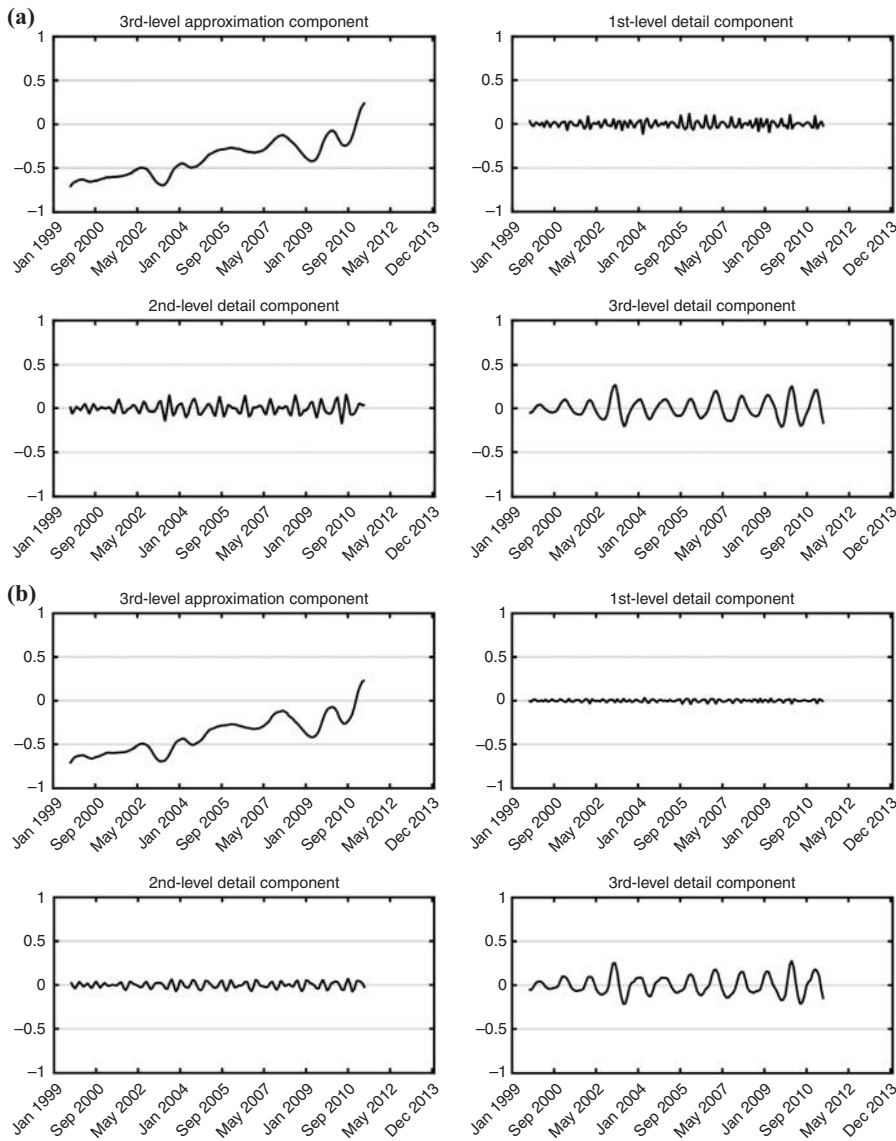 (a)
3rd-level approximation component
1
0.5
0
−0.5
−1
Jan 1999
Sep 2000
May 2002
Jan 2004
Sep 2005
May 2007
Jan 2009
Sep 2010
May 2012
Dec 2013
1st-level detail component
1
0.5
0
−0.5
−1
Jan 1999
Sep 2000
May 2002
Jan 2004
Sep 2005
May 2007
Jan 2009
Sep 2010
May 2012
Dec 2013
2nd-level detail component
1
0.5
0
−0.5
−1
Jan 1999
Sep 2000
May 2002
Jan 2004
Sep 2005
May 2007
Jan 2009
Sep 2010
May 2012
Dec 2013
3rd-level detail component
1
0.5
0
−0.5
−1
Jan 1999
Sep 2000
May 2002
Jan 2004
Sep 2005
May 2007
Jan 2009
Sep 2010
May 2012
Dec 2013
(b)
3rd-level approximation component
1
0.5
0
−0.5
−1
Jan 1999
Sep 2000
May 2002
Jan 2004
Sep 2005
May 2007
Jan 2009
Sep 2010
May 2012
Dec 2013
1st-level detail component
1
0.5
0
−0.5
−1
Jan 1999
Sep 2000
May 2002
Jan 2004
Sep 2005
May 2007
Jan 2009
Sep 2010
May 2012
Dec 2013
2nd-level detail component
1
0.5
0
−0.5
−1
Jan 1999
Sep 2000
May 2002
Jan 2004
Sep 2005
May 2007
Jan 2009
Sep 2010
May 2012
Dec 2013
3rd-level detail component
1
0.5
0
−0.5
−1
Jan 1999
Sep 2000
May 2002
Jan 2004
Sep 2005
May 2007
Jan 2009
Sep 2010
May 2012
Dec 2013